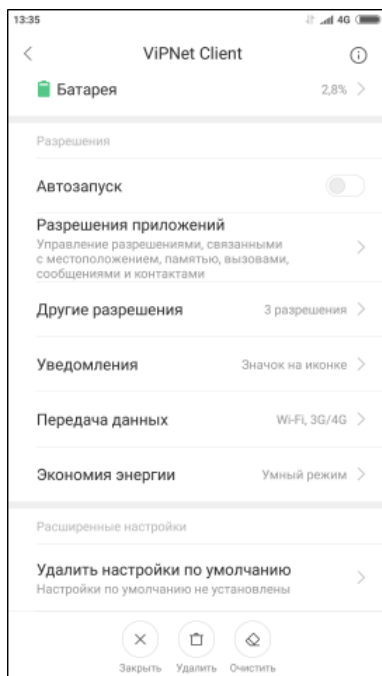 13:35 4G
ViPNet Client
Батарея 2,8%
Разрешения
Автозапуск
Разрешения приложений
Управление разрешениями, связанными
с местоположением, памятью, вызовами,
сообщениями и контактами
Другие разрешения 3 разрешения
Уведомления Значок на иконке
Передача данных Wi-Fi, 3G/4G
Экономия энергии Умный режим
Расширенные настройки
Удалить настройки по умолчанию
Настройки по умолчанию не установлены
Закрыть Удалить Очистить